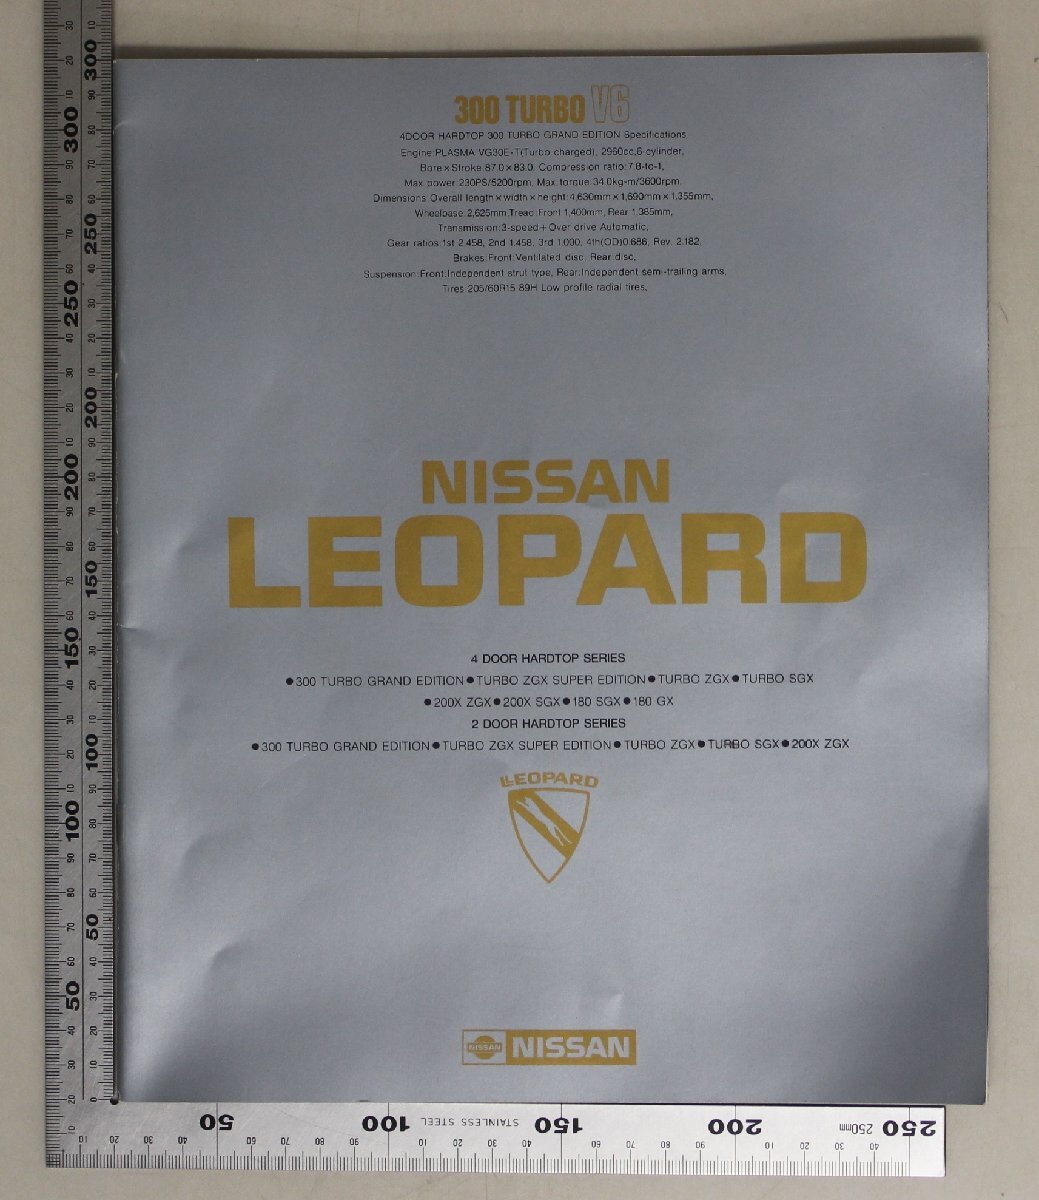 300 TURBO V6
4DOOR HARDTOP 300 TURBO GRAND EDITION Specifications
Engine:PLASMA:VG30E•T(Turbo charged), 2960cc,6-cylinder,
Bore×Stroke:87.0×83.0, Compression ratio:7.8-to-1,
Max. power:230PS/5200rpm, Max. torque:34.0kg-m/3600rpm,
Dimensions:Overall length×width×height:4,630mm×1,690mm×1,355mm,
Wheelbase:2,625mm Tread:Front 1,400mm, Rear 1,385mm,
Transmission:3-speed+Over drive Automatic,
Gear ratios:1st 2.458, 2nd 1.458, 3rd 1.000, 4th(OD)0.686, Rev. 2.182,
Brakes:Front:Ventilated disc, Rear:disc,
Suspension:Front:Independent strut type, Rear:Independent semi-trailing arms,
Tires:205/60R15 89H Low profile radial tires,
NISSAN
LEOPARD
4 DOOR HARDTOP SERIES
●300 TURBO GRAND EDITION●TURBO ZGX SUPER EDITION●TURBO ZGX●TURBO SGX
●200X ZGX●200X SGX●180 SGX●180 GX
2 DOOR HARDTOP SERIES
●300 TURBO GRAND EDITION●TURBO ZGX SUPER EDITION●TURBO ZGX●TURBO SGX●200X ZGX
LEOPARD
NISSAN NISSAN
50 100 STAINLESS STEEL 150 200 250mm 250